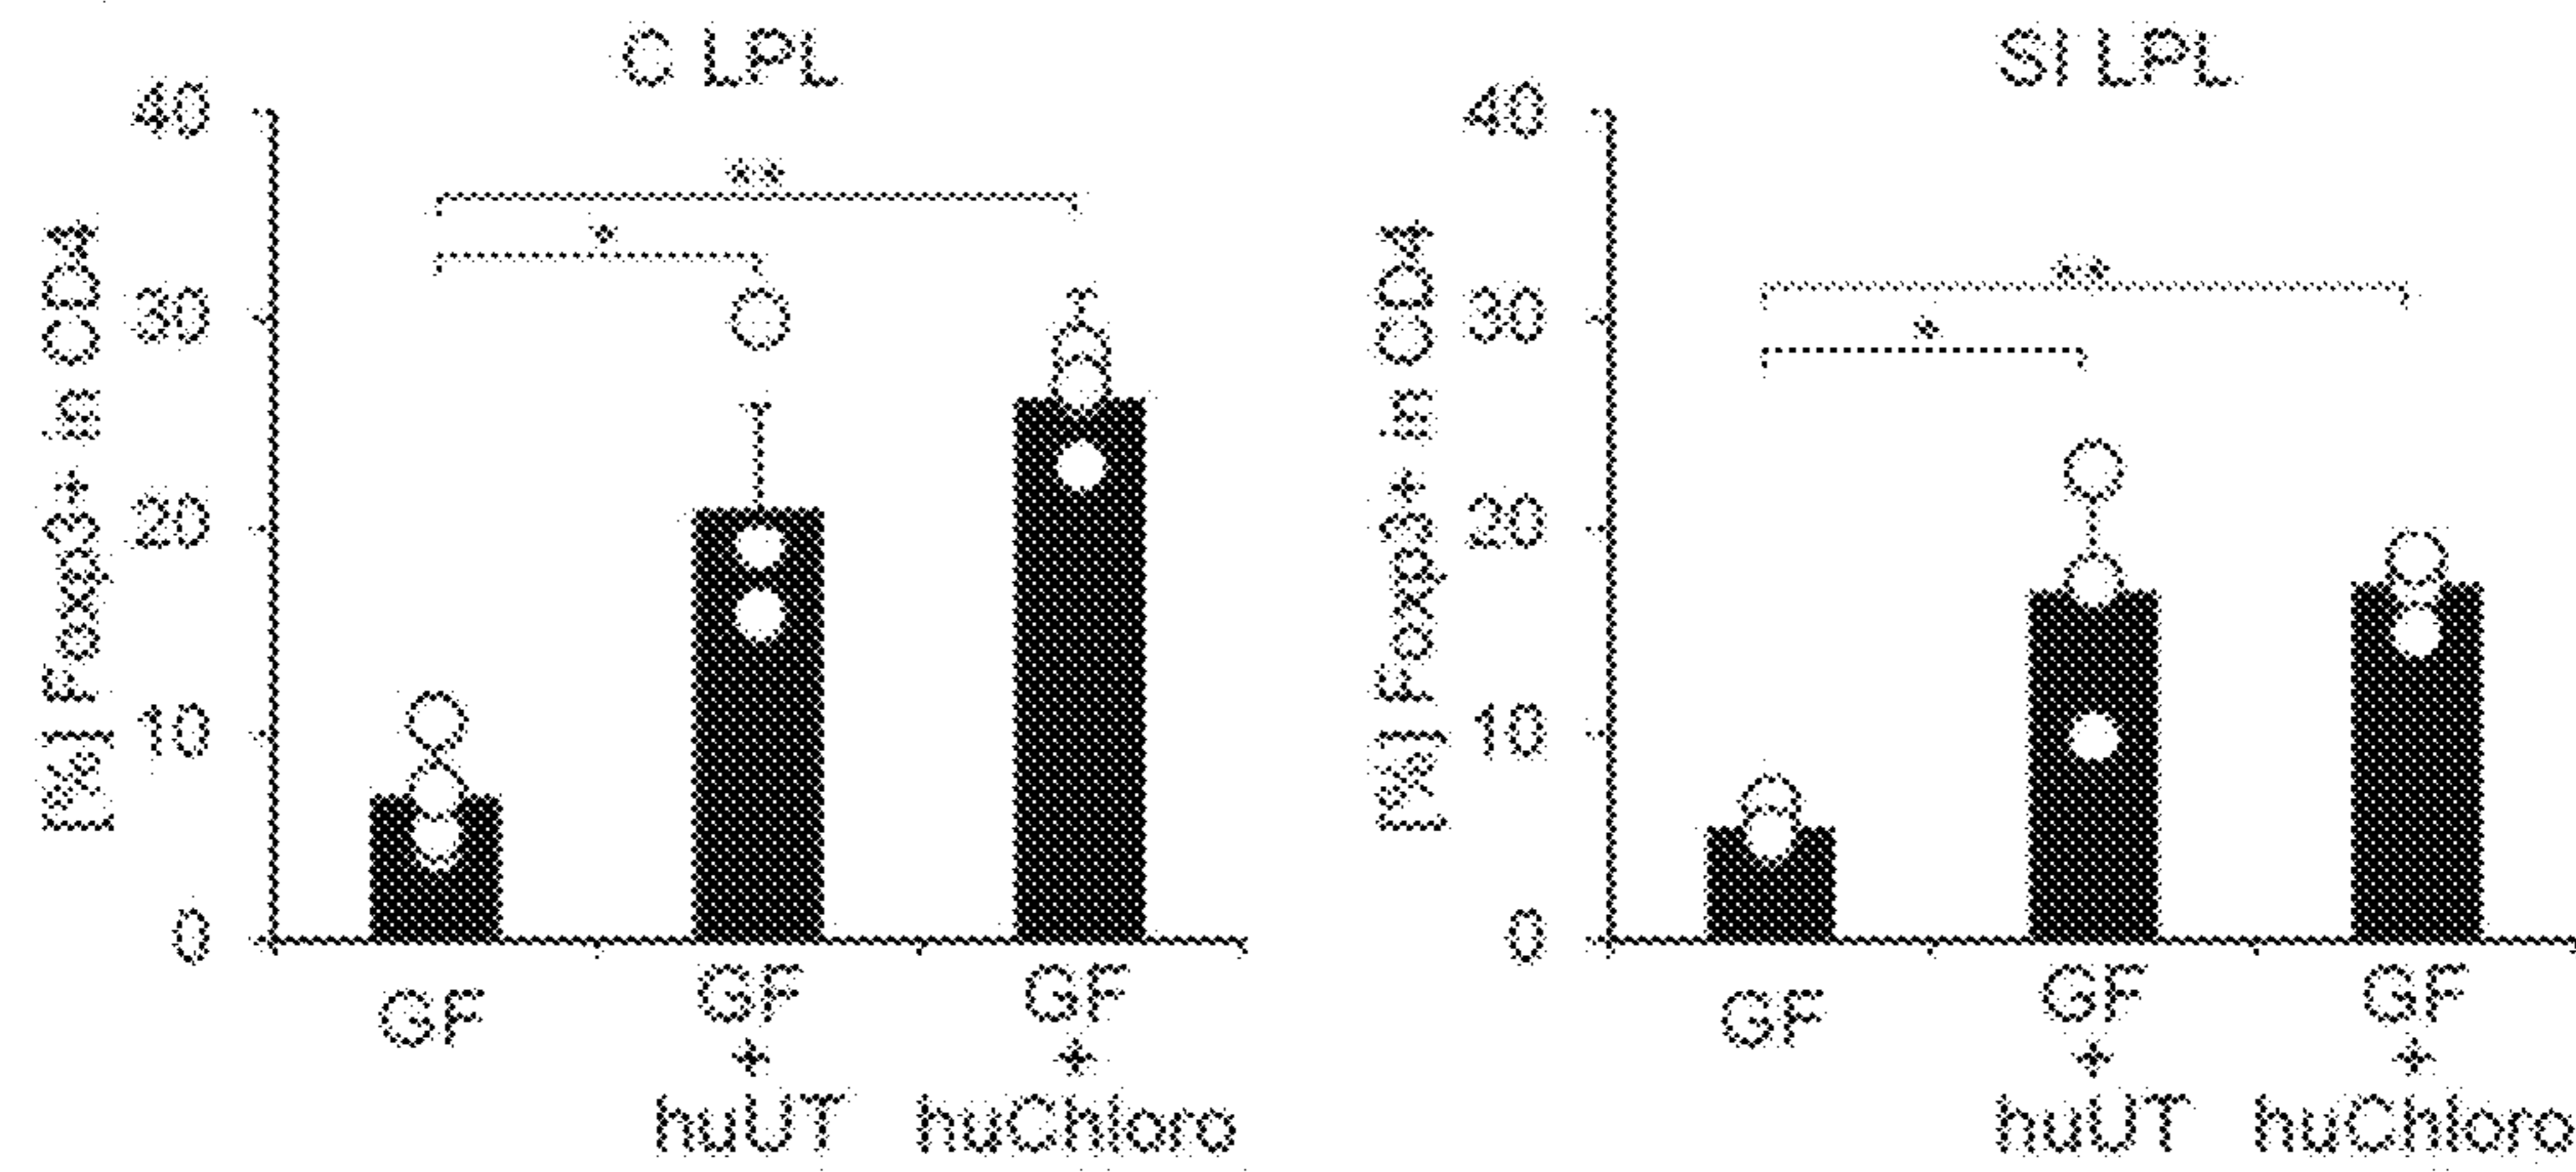 C LPL
[%] Foxp3+ in CD4
40
30
20
10
0
**
*
GF
GF
+
huUT
GF
+
huChloro
SI LPL
[%] Foxp3+ in CD4
40
30
20
10
0
**
*
GF
GF
+
huUT
GF
+
huChloro